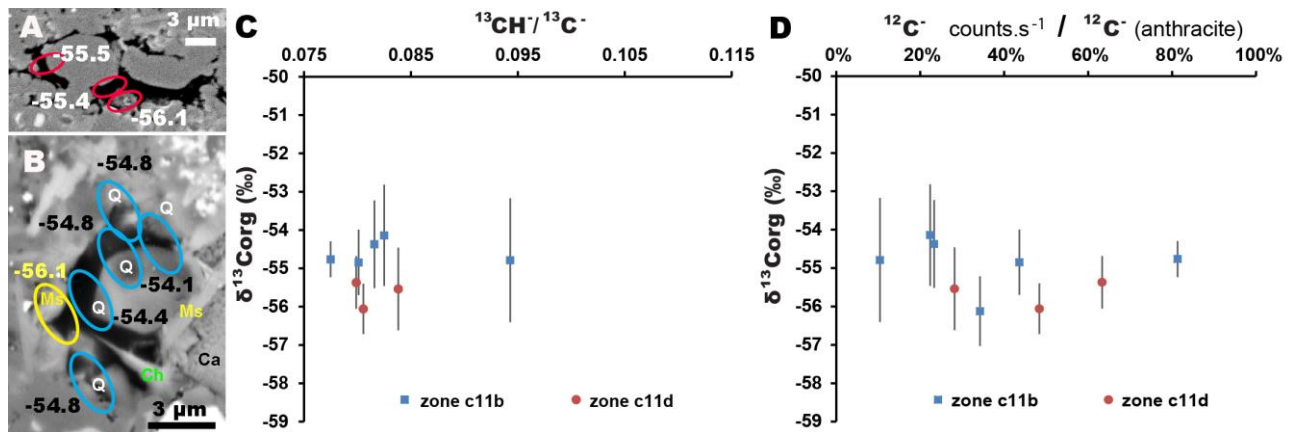 A
3 µm
-55.5
-55.4
-56.1
B
-54.8
Q
Q
-54.8
Q
-54.1
-56.1
Ms
Q
-54.4
Ms
Ca
Ch
Q
-54.8
3 µm
C
¹³CH⁻/ ¹³C⁻
0.075 0.085 0.095 0.105 0.115
-50
-51
-52
-53
-54
-55
-56
-57
-58
-59
δ¹³Corg (‰)
zone c11b zone c11d
D
¹²C⁻ counts.s⁻¹ / ¹²C⁻ (anthracite)
0% 20% 40% 60% 80% 100%
-50
-51
-52
-53
-54
-55
-56
-57
-58
-59
δ¹³Corg (‰)
zone c11b zone c11d